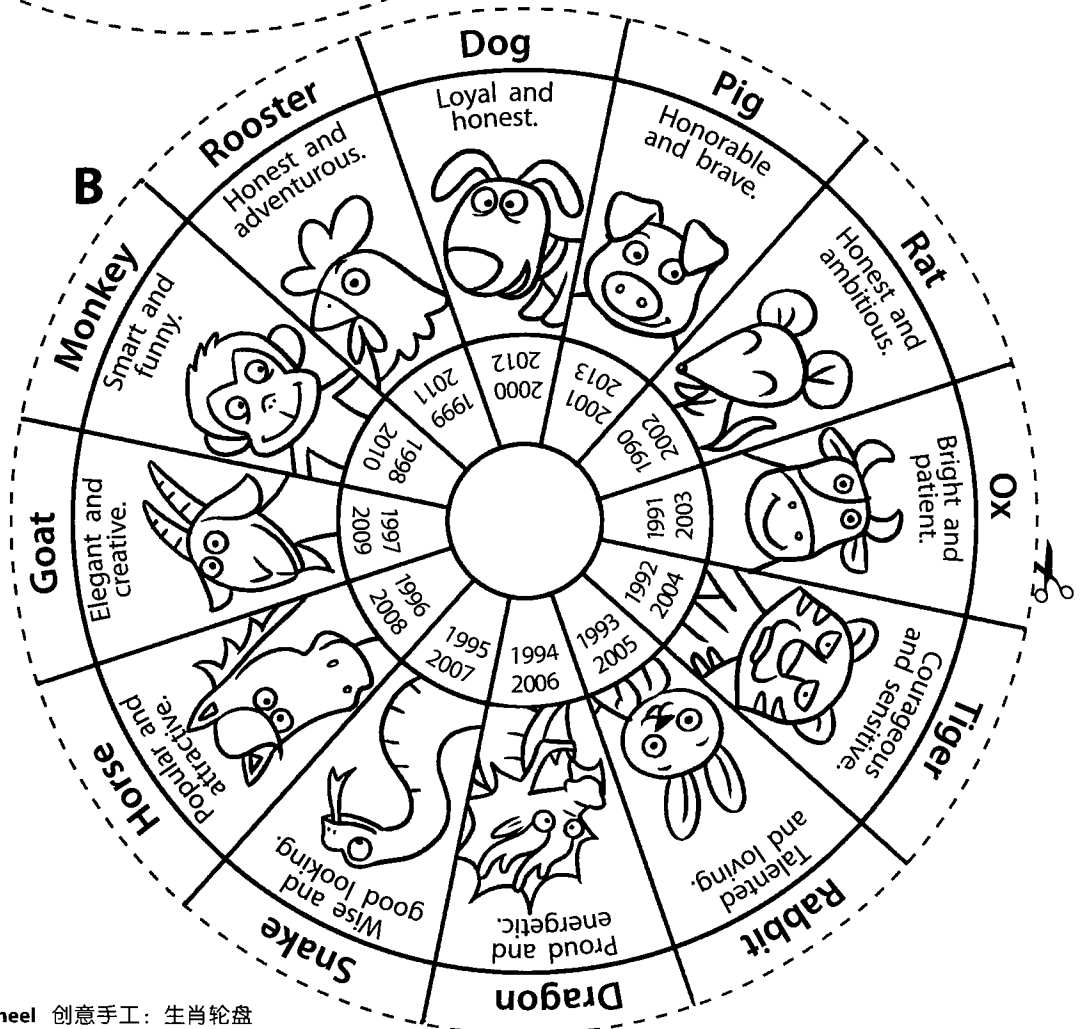 B
Dog
Loyal and
honest.
2000
2012
Pig
Honorable
and brave.
2001
2013
Rat
Honest and
ambitious.
1990
2002
Ox
Bright and
patient.
1991
2003
Tiger
Courageous
and sensitive.
1992
2004
Rabbit
Talented
and loving.
1993
2005
Dragon
Proud and
energetic.
1994
2006
Snake
Wise and
good looking.
1995
2007
Horse
Popular and
attractive.
1996
2008
Goat
Elegant and
creative.
1997
2009
Monkey
Smart and
funny.
1998
2010
Rooster
Honest and
adventurous.
1999
2011
heel 创意手工：生肖轮盘